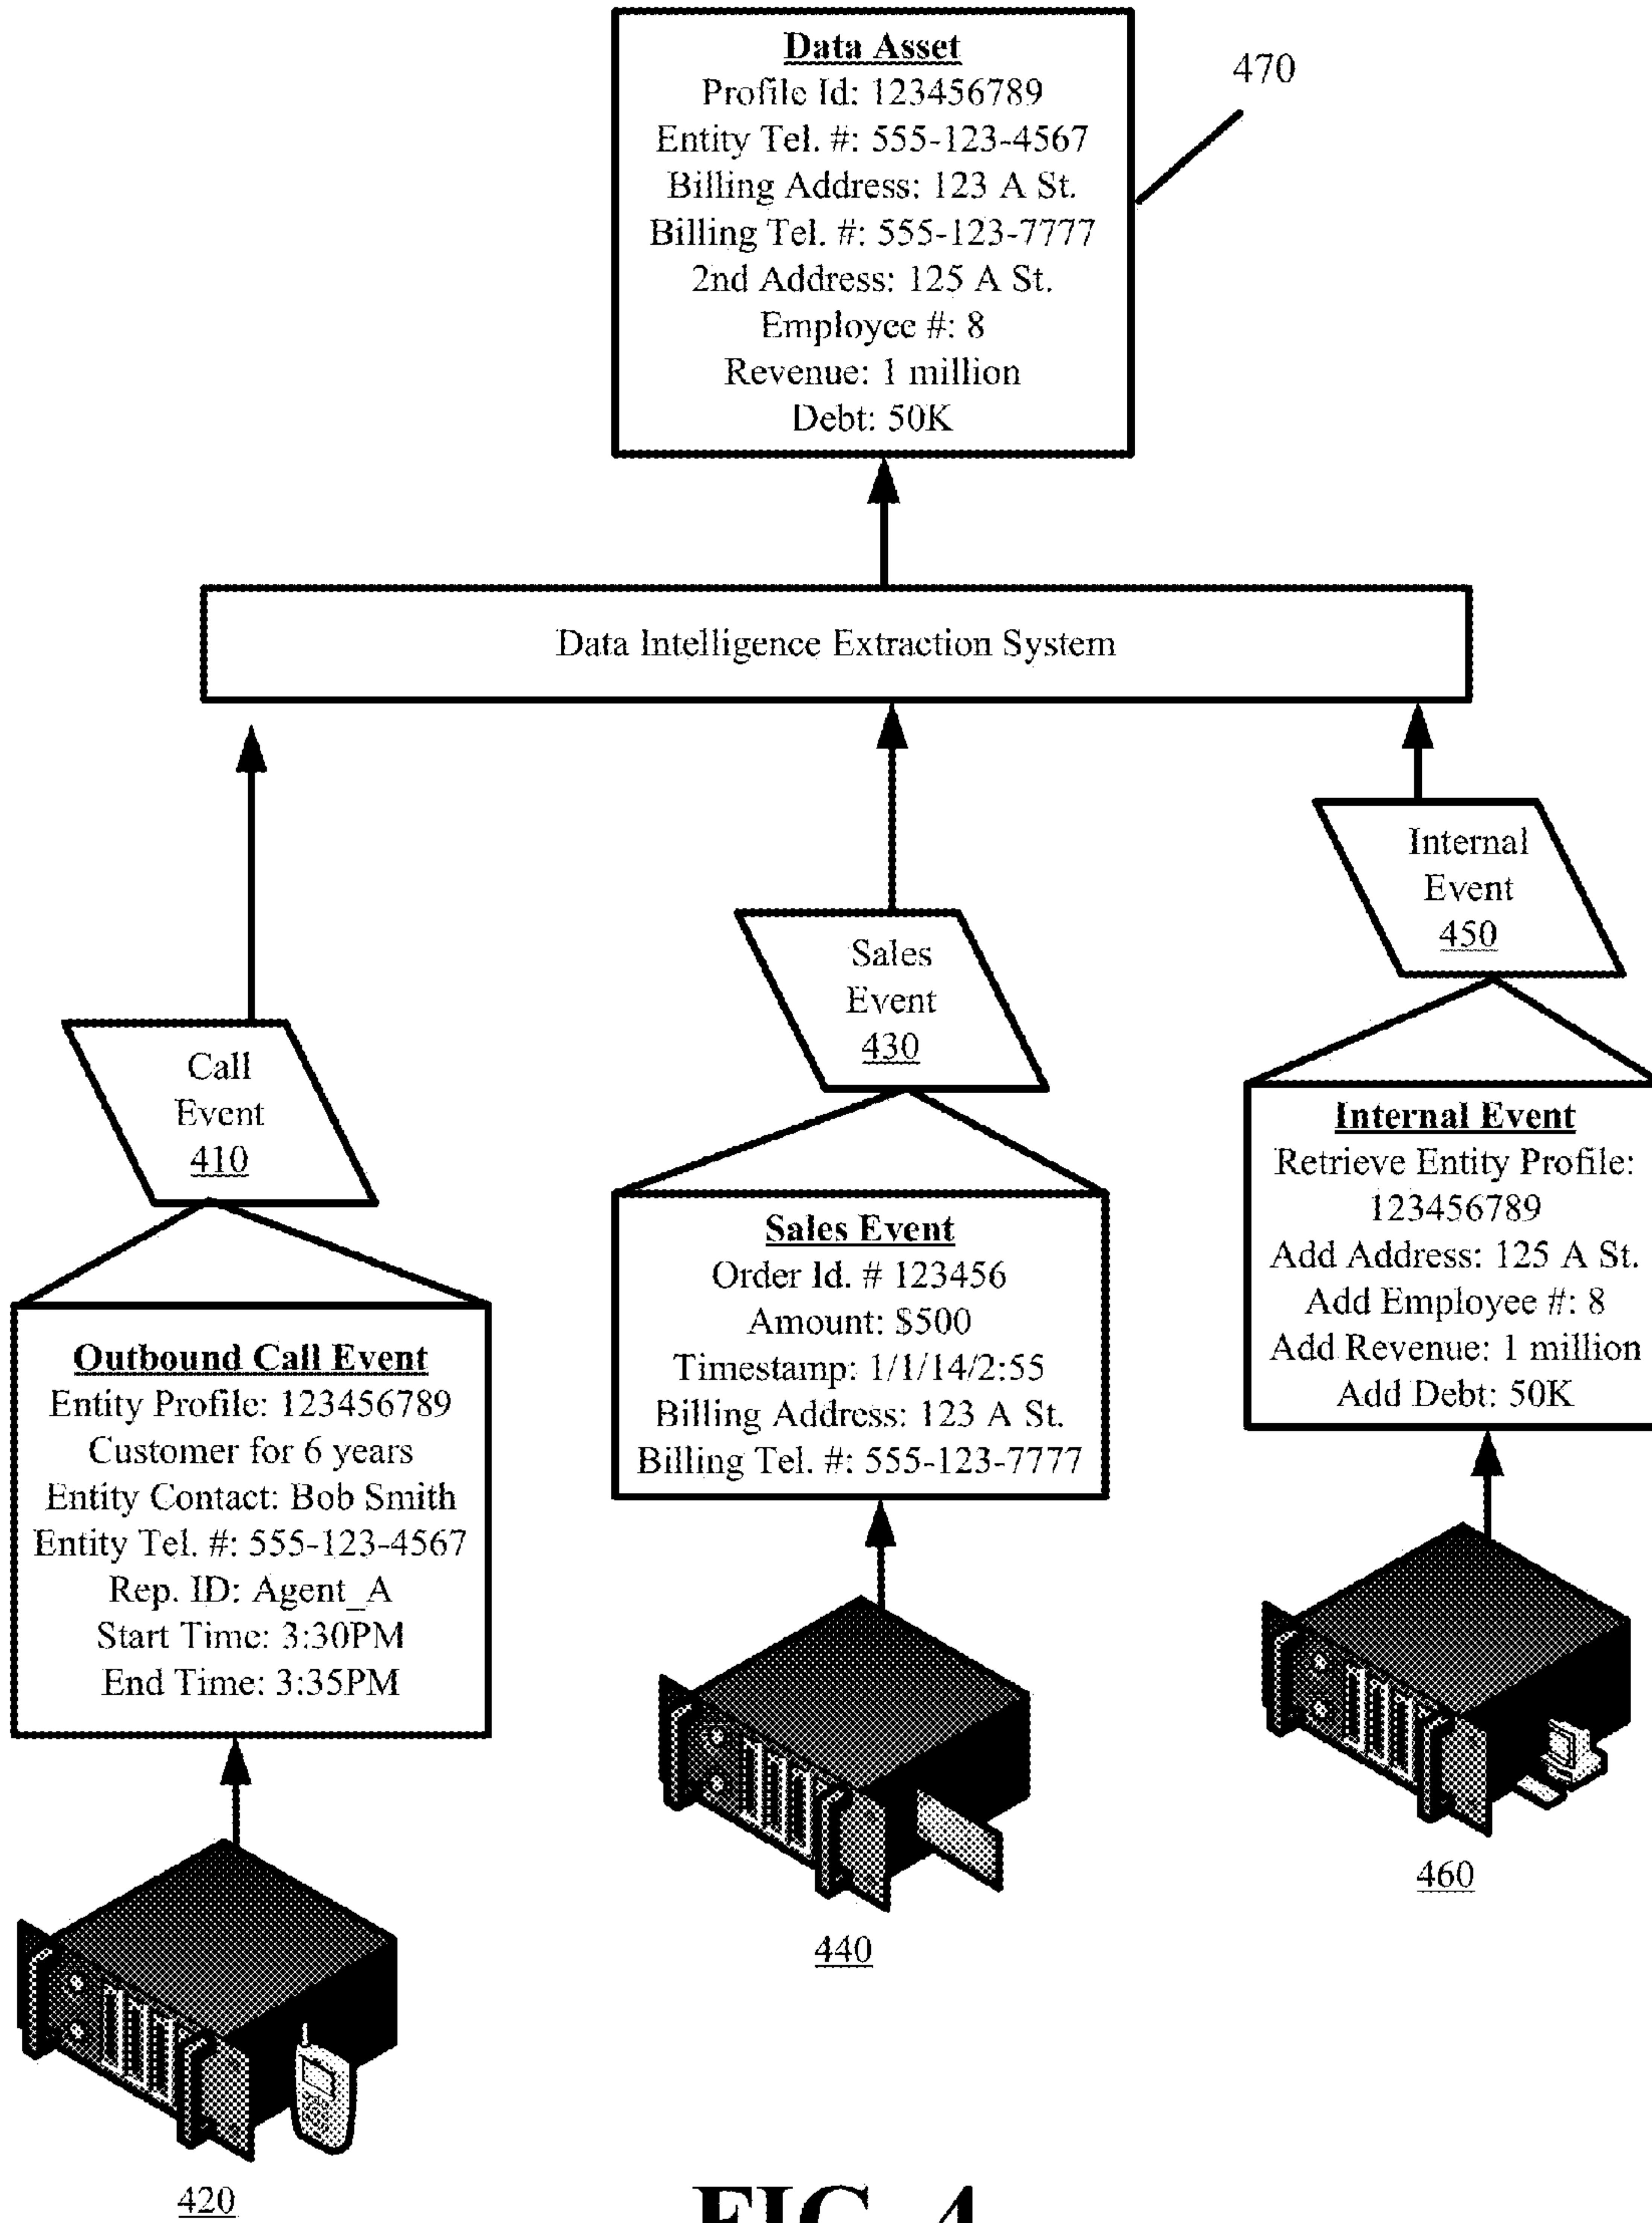 Data Asset
Profile Id: 123456789
Entity Tel. #: 555-123-4567
Billing Address: 123 A St.
Billing Tel. #: 555-123-7777
2nd Address: 125 A St.
Employee #: 8
Revenue: 1 million
Debt: 50K
470
Data Intelligence Extraction System
Internal
Event
450
Sales
Event
430
Call
Event
410
Internal Event
Retrieve Entity Profile:
123456789
Add Address: 125 A St.
Add Employee #: 8
Add Revenue: 1 million
Add Debt: 50K
Sales Event
Order Id. # 123456
Amount: $500
Timestamp: 1/1/14/2:55
Billing Address: 123 A St.
Billing Tel. #: 555-123-7777
Outbound Call Event
Entity Profile: 123456789
Customer for 6 years
Entity Contact: Bob Smith
Entity Tel. #: 555-123-4567
Rep. ID: Agent_A
Start Time: 3:30PM
End Time: 3:35PM
460
440
420
FIG. 4